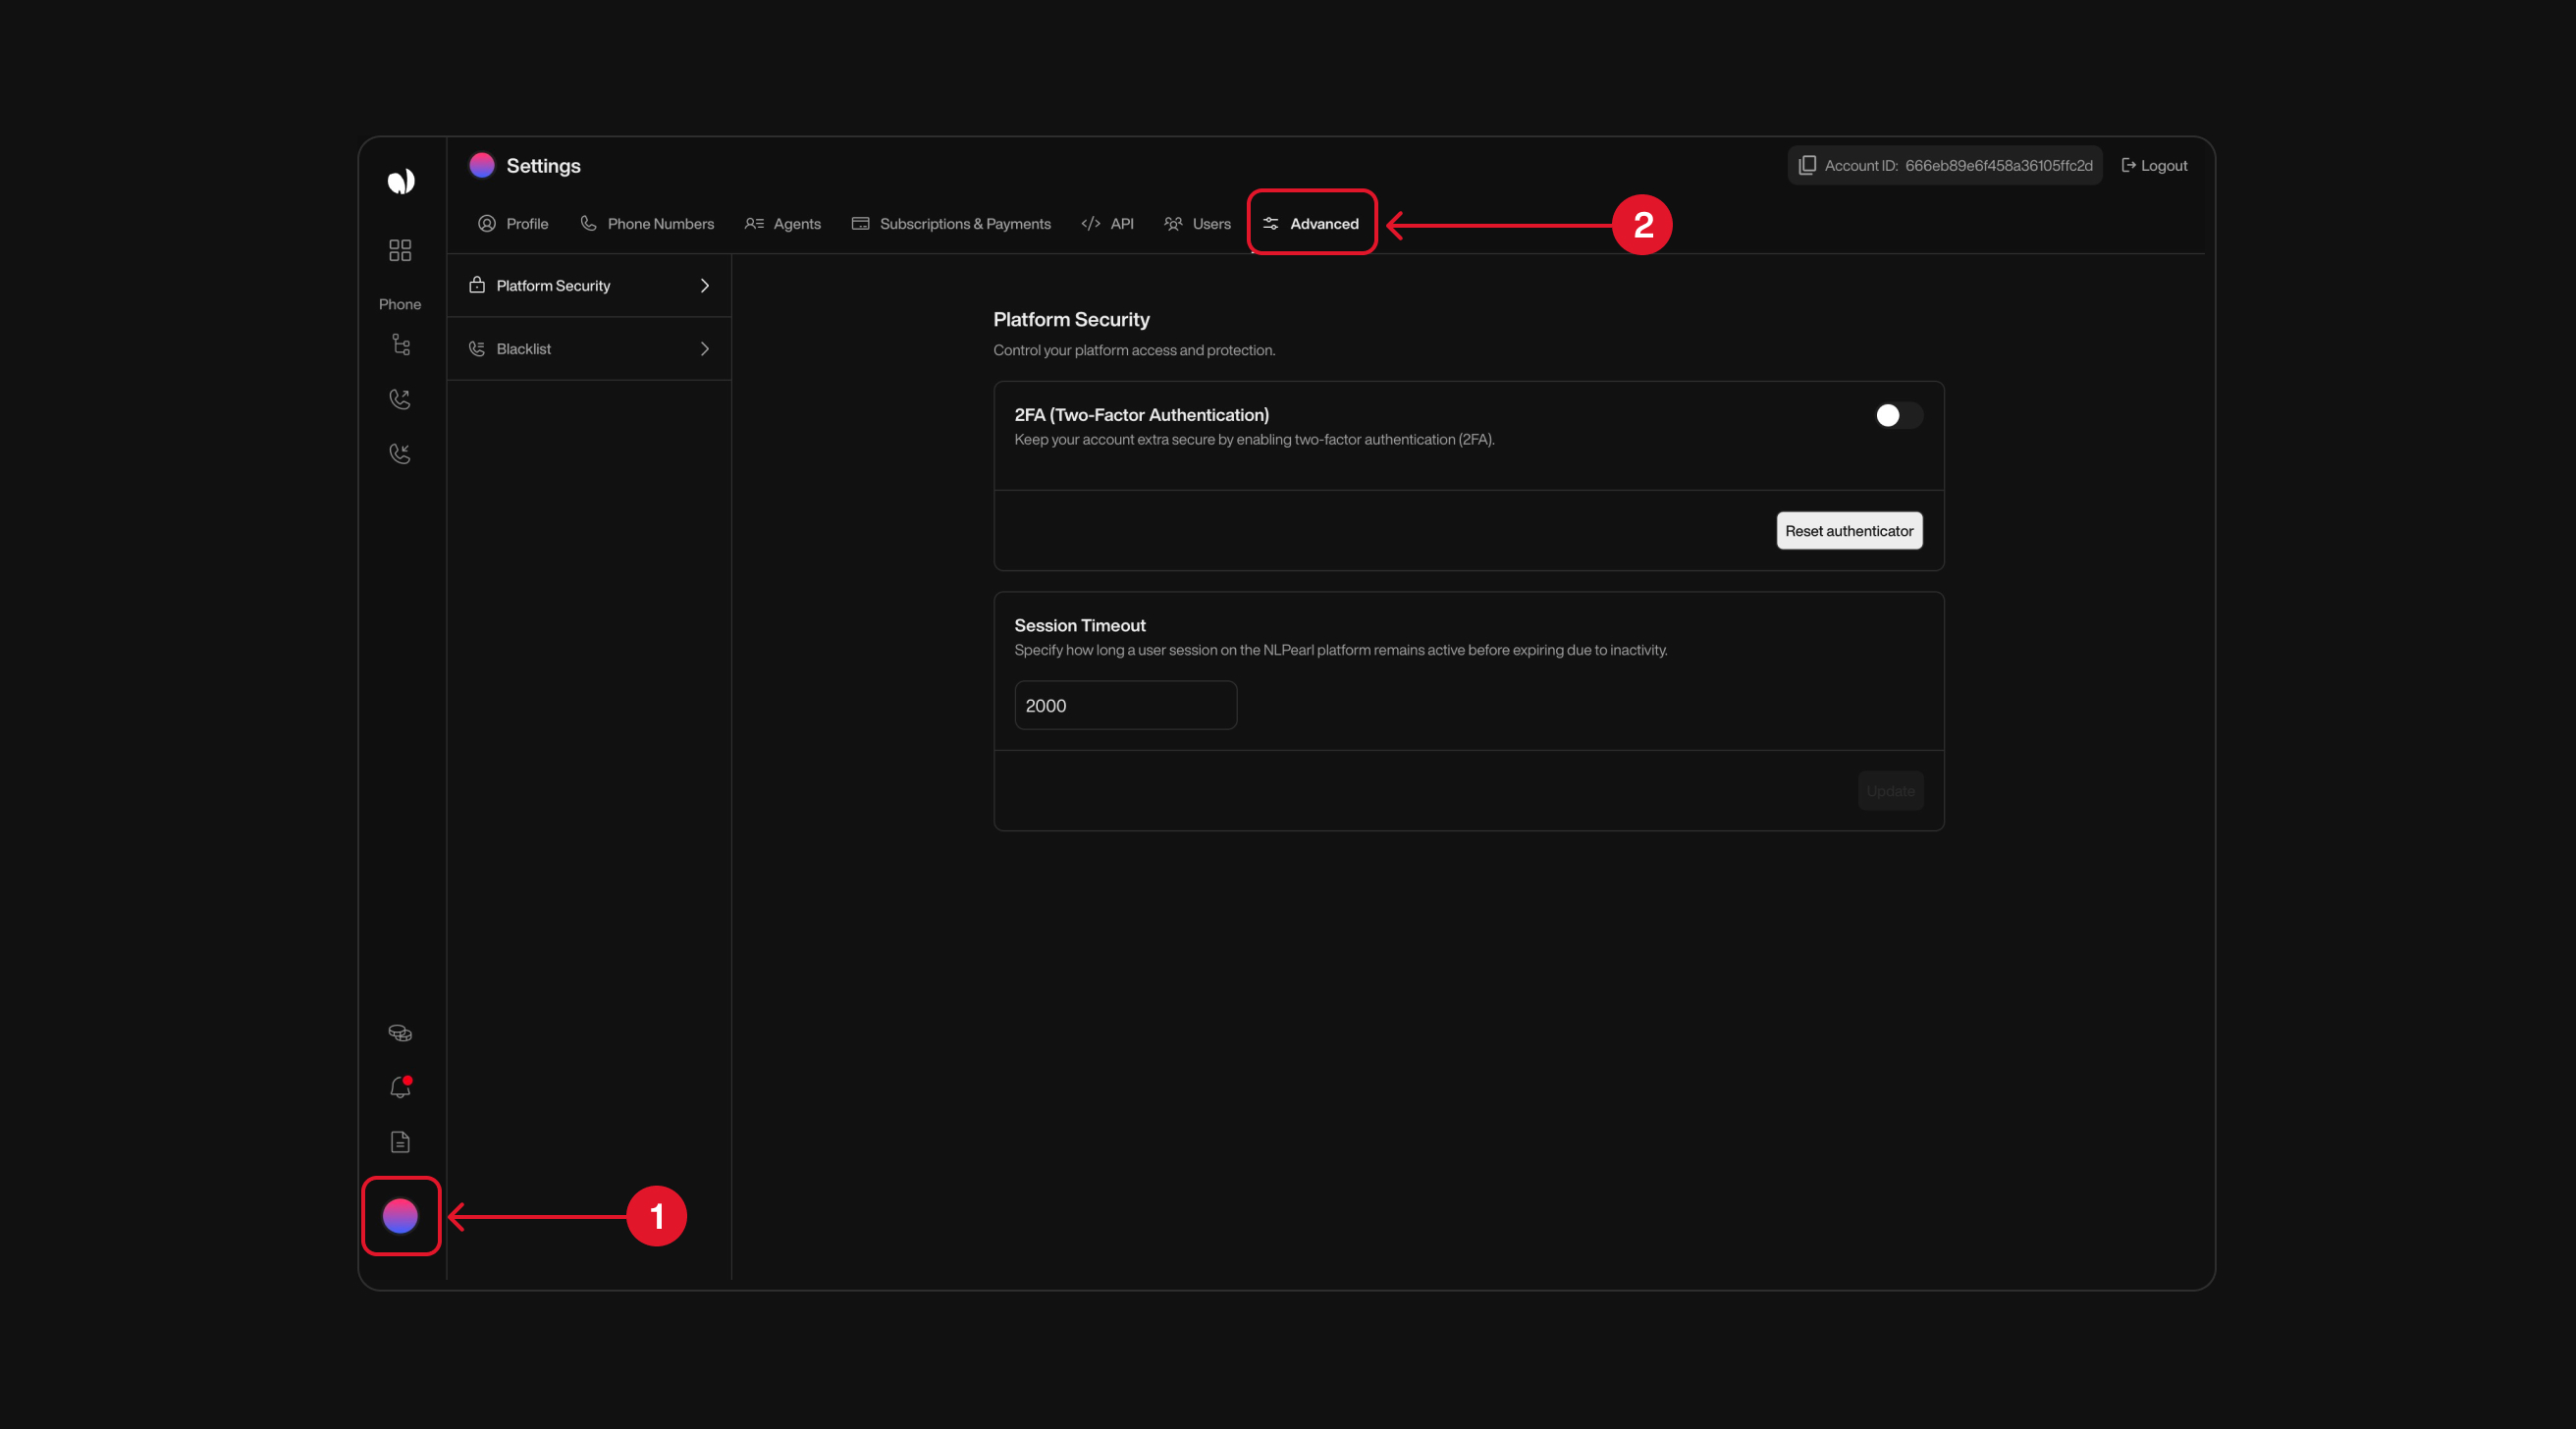 Settings
Account ID: 666eb89e6f458a36105ffc2d
Logout
Profile
Phone Numbers
Agents
Subscriptions & Payments
API
Users
Advanced
2
Phone
Platform Security
Blacklist
Platform Security
Control your platform access and protection.
2FA (Two-Factor Authentication)
Keep your account extra secure by enabling two-factor authentication (2FA).
Reset authenticator
Session Timeout
Specify how long a user session on the NLPearl platform remains active before expiring due to inactivity.
2000
Update
1